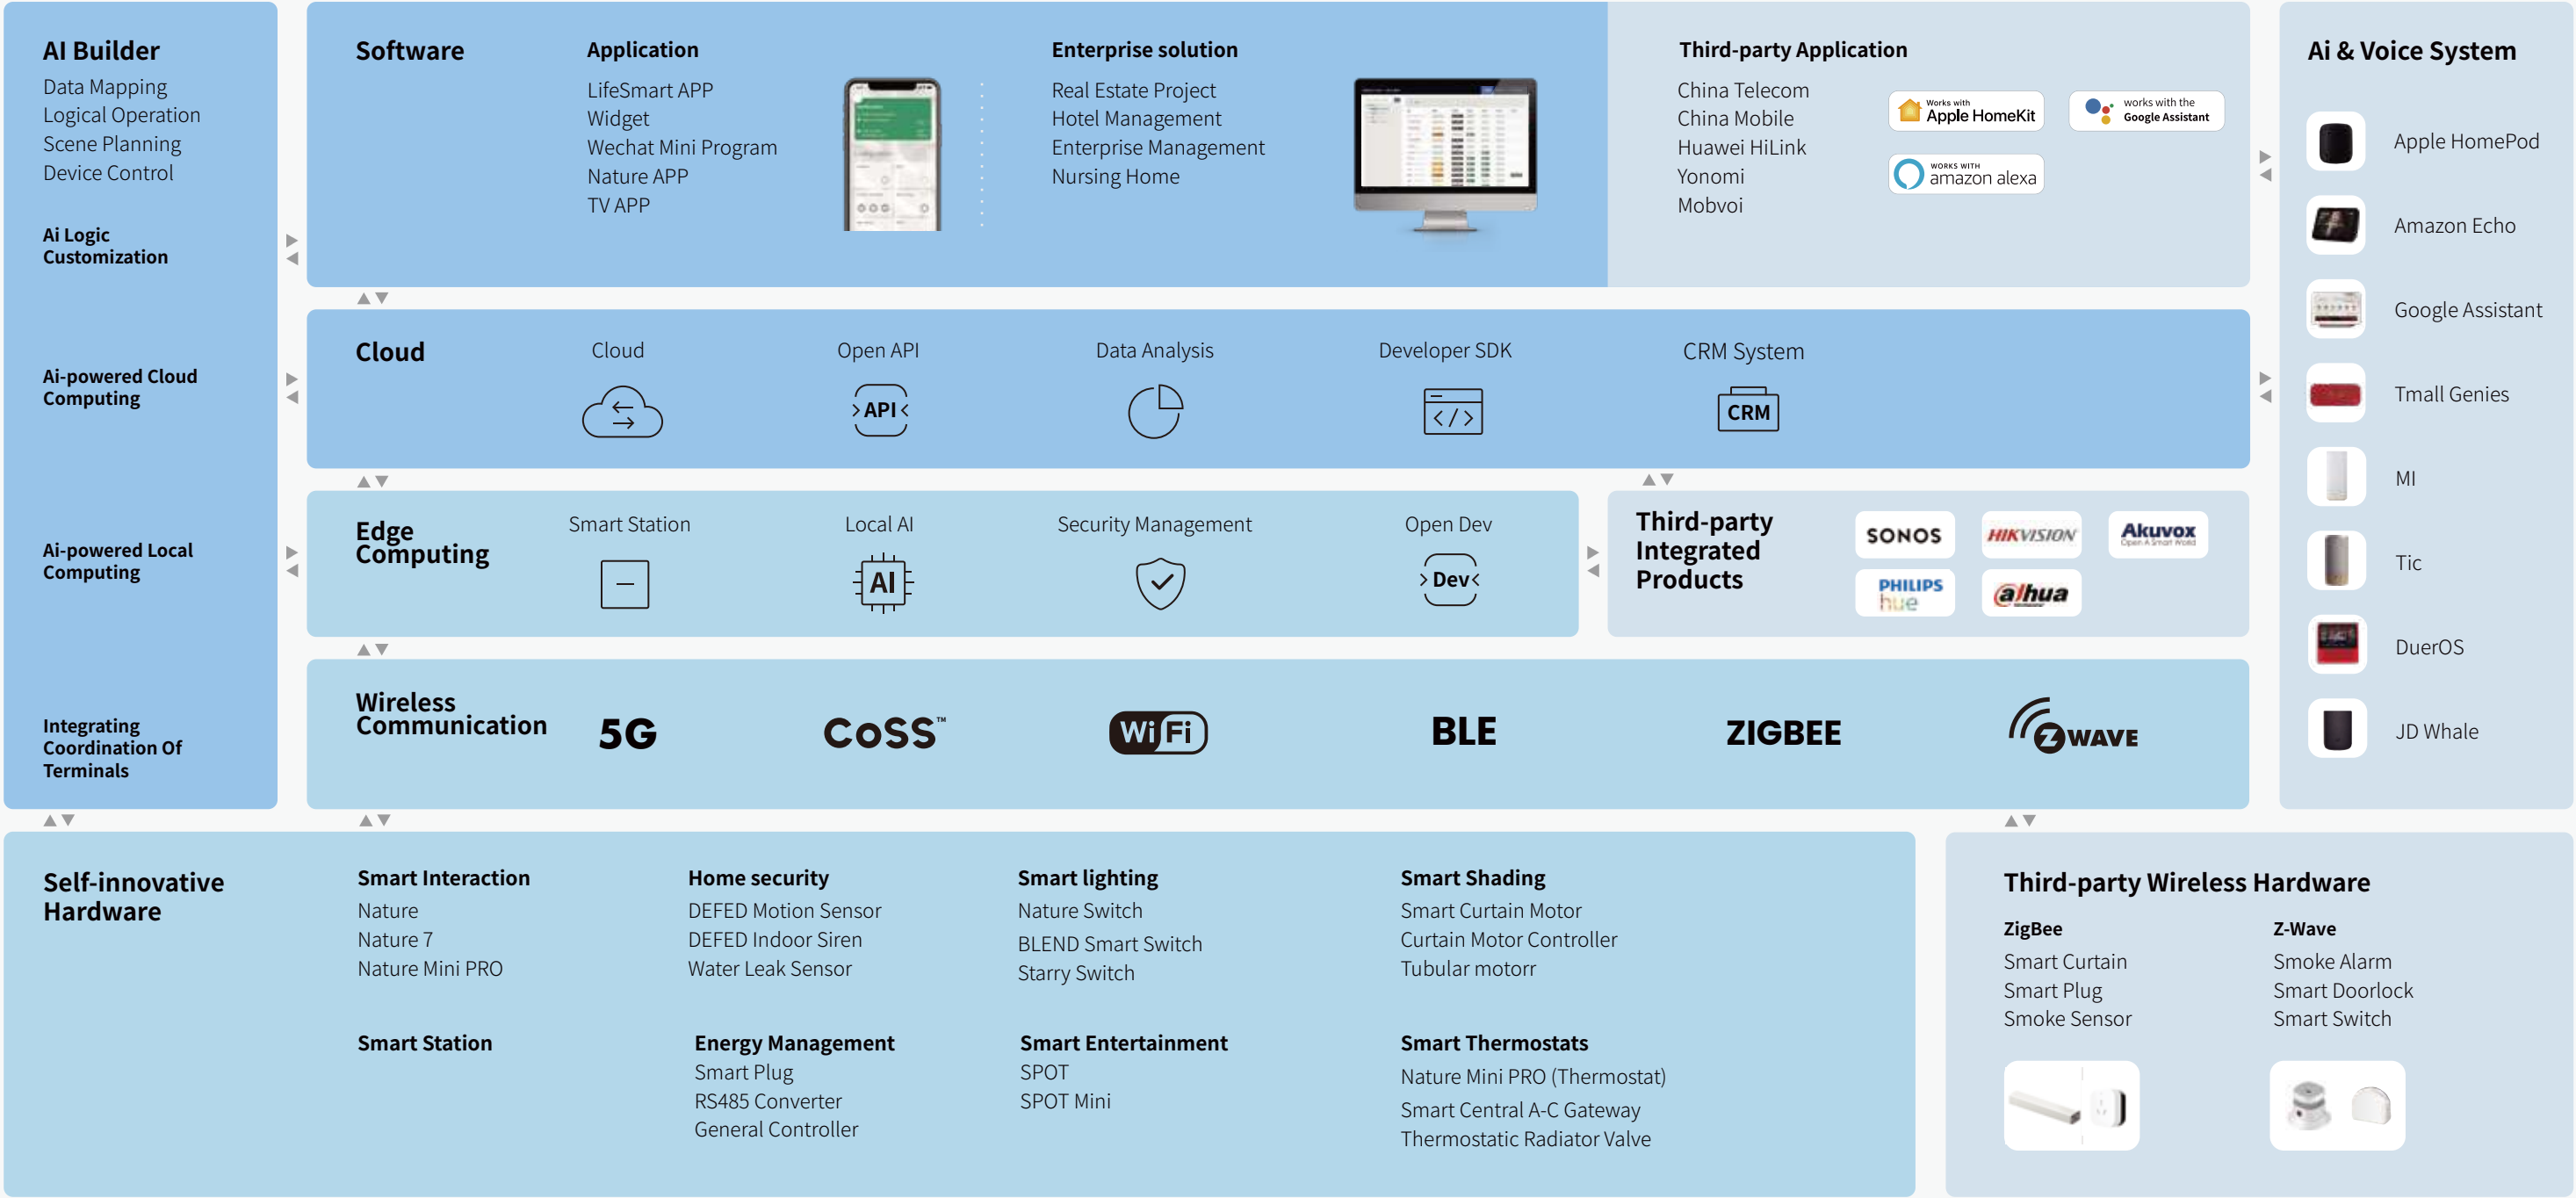 AI Builder
Data Mapping
Logical Operation
Scene Planning
Device Control
Ai Logic
Customization
Ai-powered Cloud
Computing
Ai-powered Local
Computing
Integrating
Coordination Of
Terminals
Software
Application
LifeSmart APP
Widget
Wechat Mini Program
Nature APP
TV APP
Enterprise solution
Real Estate Project
Hotel Management
Enterprise Management
Nursing Home
Third-party Application
China Telecom
China Mobile
Huawei HiLink
Yonomi
Mobvoi
Works with
Apple HomeKit
works with the
Google Assistant
WORKS WITH
amazon alexa
Cloud
Cloud
Open API
API
Data Analysis
Developer SDK
</>
CRM System
CRM
Edge
Computing
Smart Station
Local AI
AI
Security Management
Open Dev
Dev
Third-party
Integrated
Products
SONOS
HIKVISION
Akuvox
Open A Smart World
PHILIPS
hue
alhua
Wireless
Communication
5G
CoSS™
WiFi
BLE
ZIGBEE
Z WAVE
Ai & Voice System
Apple HomePod
Amazon Echo
Google Assistant
Tmall Genies
MI
Tic
DuerOS
JD Whale
Self-innovative
Hardware
Smart Interaction
Nature
Nature 7
Nature Mini PRO
Home security
DEFED Motion Sensor
DEFED Indoor Siren
Water Leak Sensor
Smart lighting
Nature Switch
BLEND Smart Switch
Starry Switch
Smart Shading
Smart Curtain Motor
Curtain Motor Controller
Tubular motorr
Smart Station
Energy Management
Smart Plug
RS485 Converter
General Controller
Smart Entertainment
SPOT
SPOT Mini
Smart Thermostats
Nature Mini PRO (Thermostat)
Smart Central A-C Gateway
Thermostatic Radiator Valve
Third-party Wireless Hardware
ZigBee
Smart Curtain
Smart Plug
Smoke Sensor
Z-Wave
Smoke Alarm
Smart Doorlock
Smart Switch